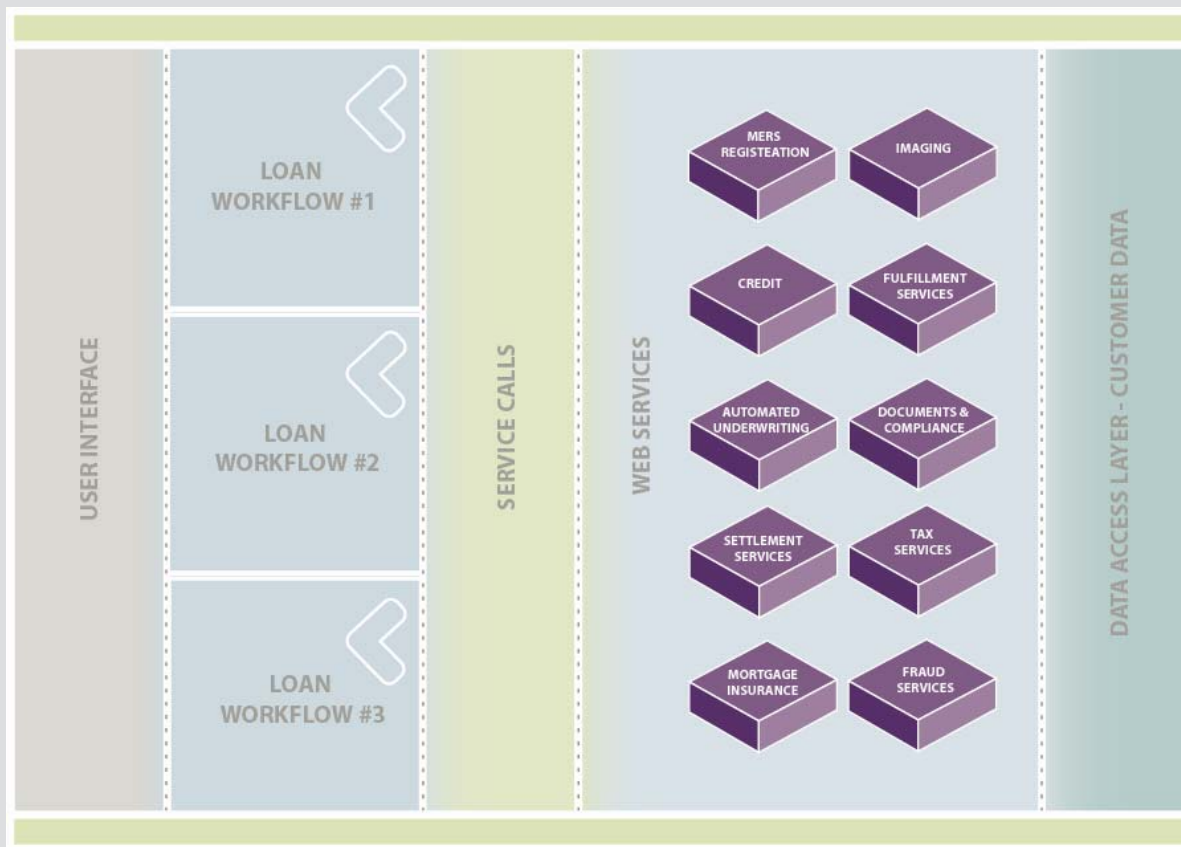 USER INTERFACE
LOAN
WORKFLOW #1
LOAN
WORKFLOW #2
LOAN
WORKFLOW #3
SERVICE CALLS
WEB SERVICES
MERS
REGISTEATION
IMAGING
CREDIT
FULFILLMENT
SERVICES
AUTOMATED
UNDERWRITING
DOCUMENTS &
COMPLIANCE
SETTLEMENT
SERVICES
TAX
SERVICES
MORTGAGE
INSURANCE
FRAUD
SERVICES
DATA ACCESS LAYER - CUSTOMER DATA